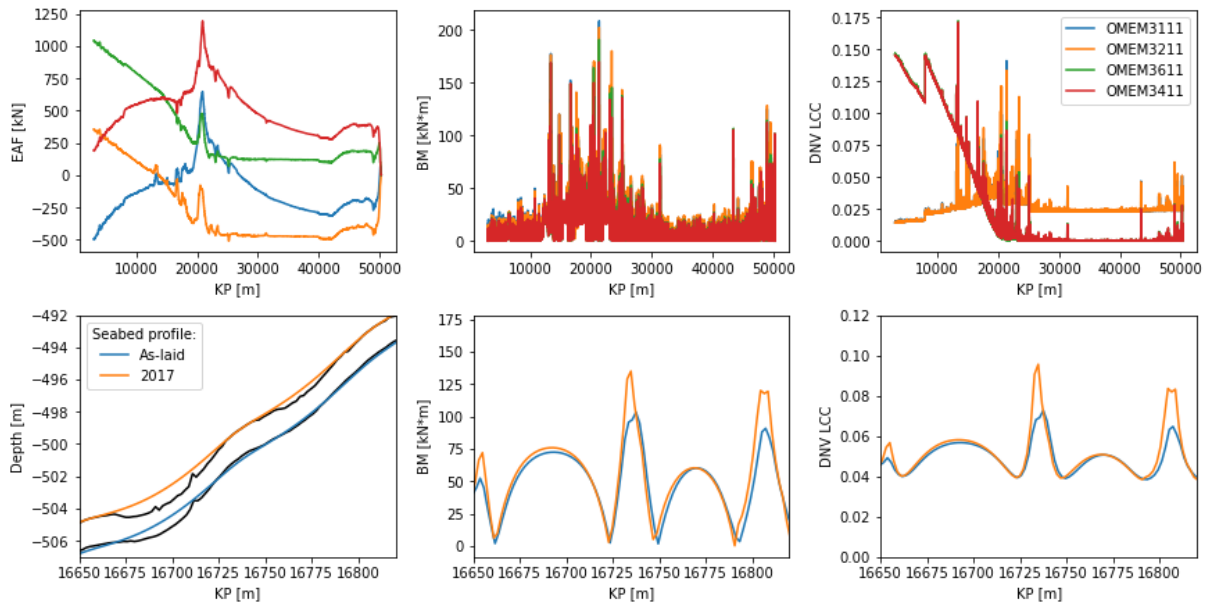 1250
1000
750
500
250
0
−250
−500
EAF [kN]
10000 20000 30000 40000 50000
KP [m]
200
150
100
50
0
BM [kN*m]
10000 20000 30000 40000 50000
KP [m]
0.175
0.150
0.125
0.100
0.075
0.050
0.025
0.000
DNV LCC
OMEM3111
OMEM3211
OMEM3611
OMEM3411
10000 20000 30000 40000 50000
KP [m]
−492
−494
−496
−498
−500
−502
−504
−506
Depth [m]
Seabed profile:
As-laid
2017
16650 16675 16700 16725 16750 16775 16800
KP [m]
175
150
125
100
75
50
25
0
BM [kN*m]
16650 16675 16700 16725 16750 16775 16800
KP [m]
0.12
0.10
0.08
0.06
0.04
0.02
0.00
DNV LCC
16650 16675 16700 16725 16750 16775 16800
KP [m]